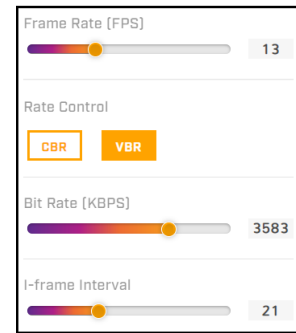 Frame Rate (FPS)
13
Rate Control
CBR VBR
Bit Rate (KBPS)
3583
I-frame Interval
21